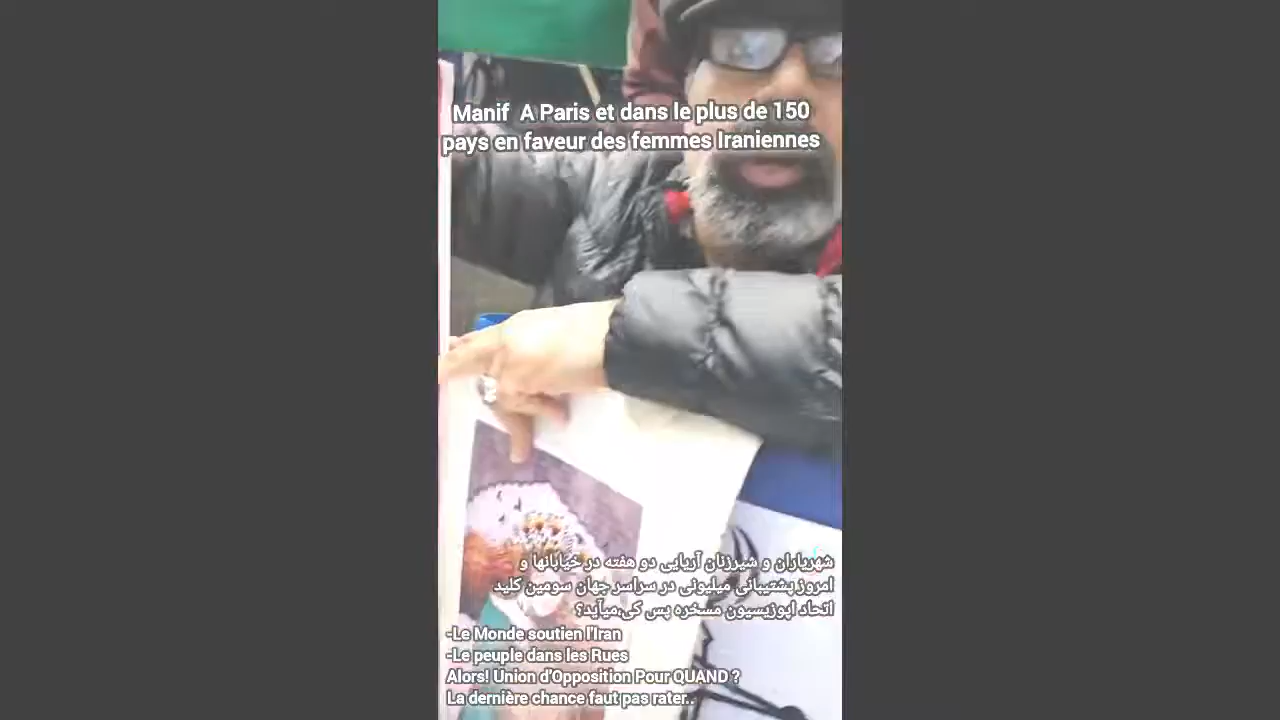 Manif A Paris et dans le plus de 150
pays en faveur des femmes Iraniennes
شهریاران و شیرزنان آریایی دو هفته در خیابانها و
امروز پشتیبانی میلیونی در سراسر جهان سومین کلید
اتحاد اپوزیسیون مسخره پس کی،میآید؟
-Le Monde soutien l'Iran
-Le peuple dans les Rues
Alors! Union d'Opposition Pour QUAND ?
La dernière chance faut pas rater..